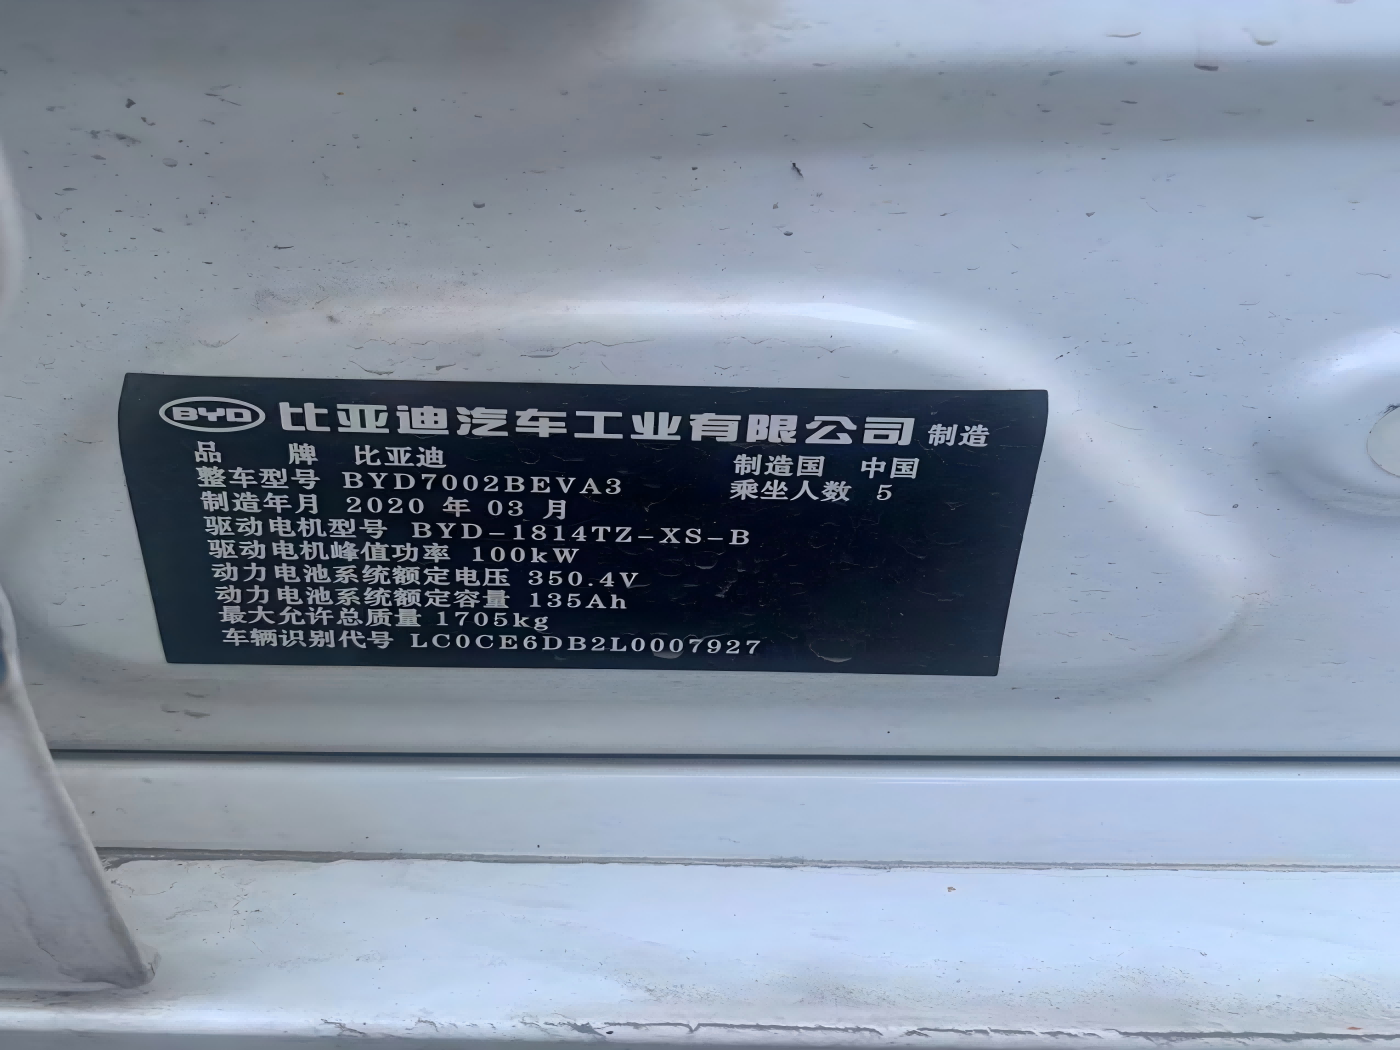 BYD 比亚迪汽车工业有限公司 制造
品 牌 比亚迪 制造国 中国
整车型号 BYD7002BEVA3 乘坐人数 5
制造年月 2020 年 03 月
驱动电机型号 BYD-1814TZ-XS-B
驱动电机峰值功率 100kW
动力电池系统额定电压 350.4V
动力电池系统额定容量 135Ah
最大允许总质量 1705kg
车辆识别代号 LC0CE6DB2L0007927